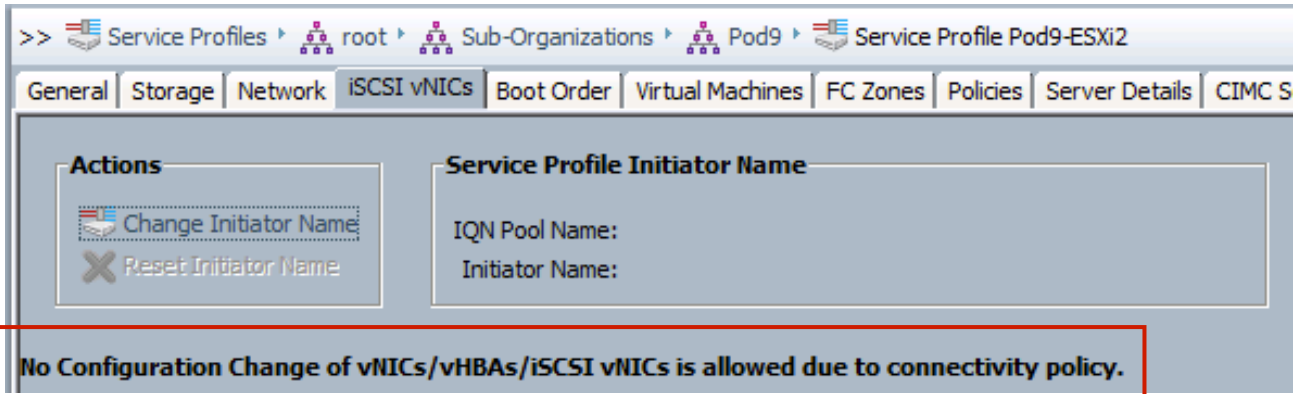 >> Service Profiles ‣ root ‣ Sub-Organizations ‣ Pod9 ‣ Service Profile Pod9-ESXi2
General Storage Network iSCSI vNICs Boot Order Virtual Machines FC Zones Policies Server Details CIMC S
Actions
Change Initiator Name
Reset Initiator Name
Service Profile Initiator Name
IQN Pool Name:
Initiator Name:
No Configuration Change of vNICs/vHBAs/iSCSI vNICs is allowed due to connectivity policy.